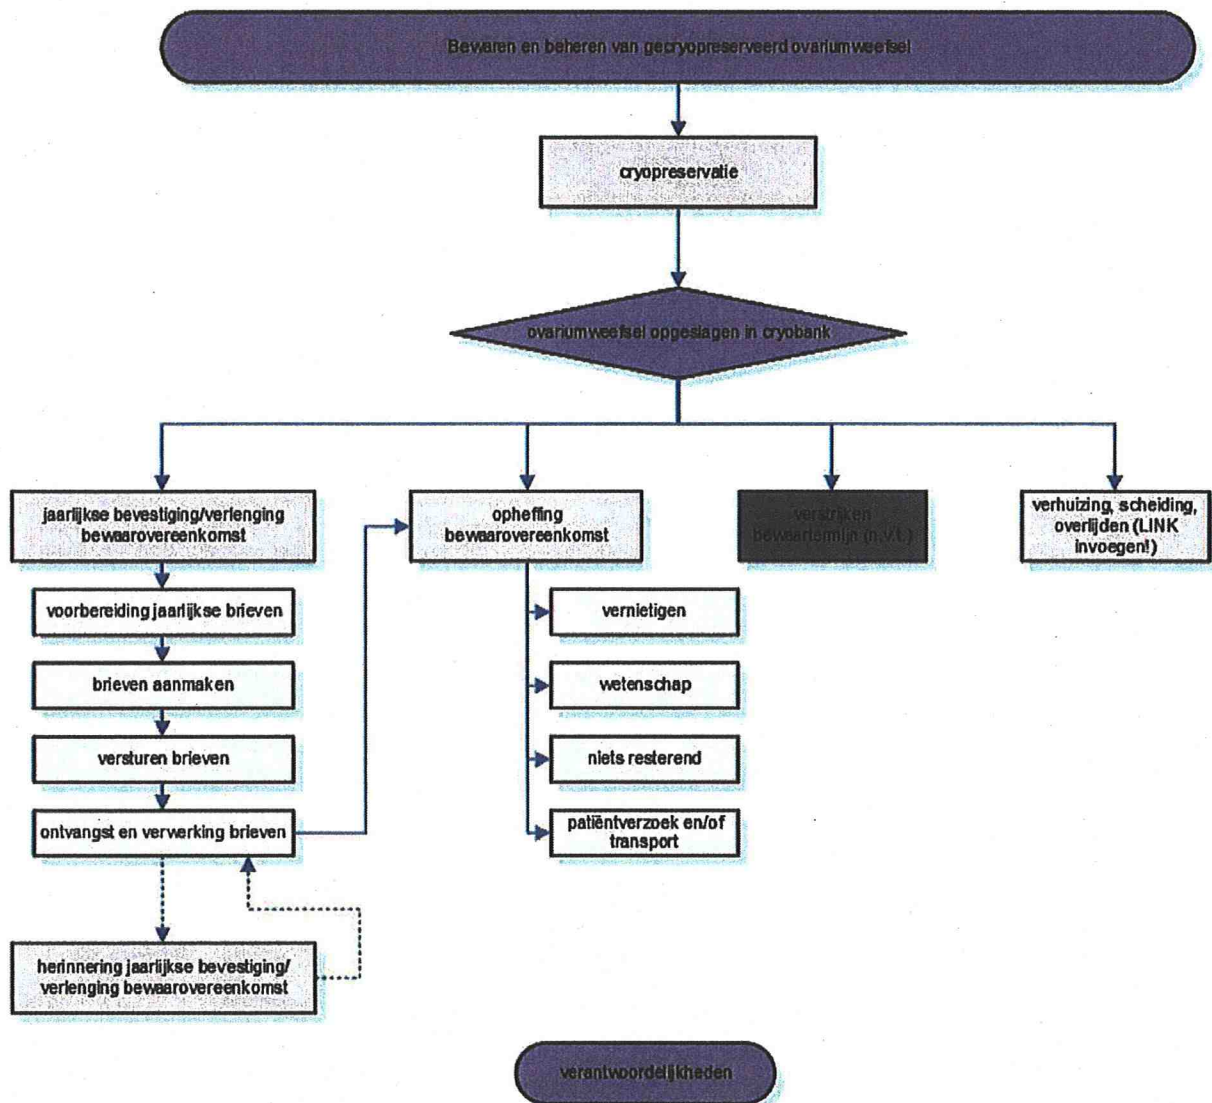 Bewaren en beheren van gecryopreserveerd ovariumweefsel
cryopreservatie
ovariumweefsel opgeslagen in cryobank
jaarlijkse bevestiging/verlenging
bewaarovereenkomst
opheffing
bewaarovereenkomst
verstrijken
bewaartermijn (n.v.t.)
verhuizing, scheiding,
overlijden (LINK
invoegen!)
voorbereiding jaarlijkse brieven
brieven aanmaken
versturen brieven
ontvangst en verwerking brieven
vernietigen
wetenschap
niets resterend
patiëntverzoek en/of
transport
herinnering jaarlijkse bevestiging/
verlenging bewaarovereenkomst
verantwoordelijkheden